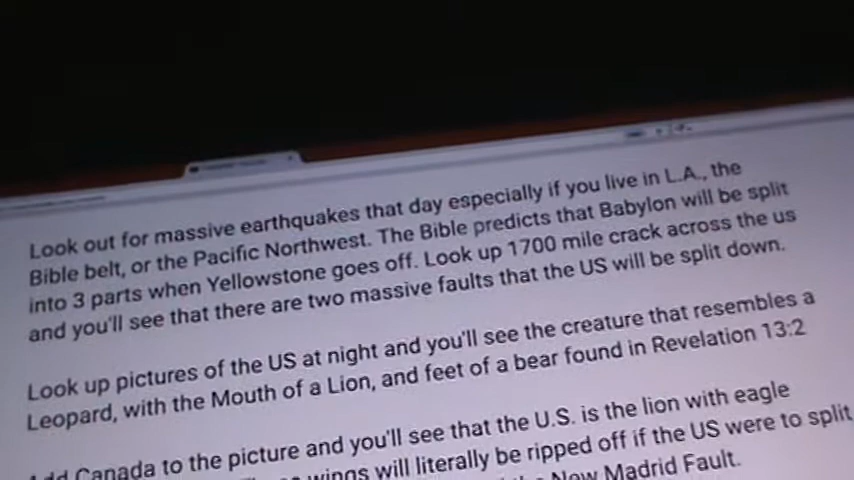 Look out for massive earthquakes that day especially if you live in L.A., the
Bible belt, or the Pacific Northwest. The Bible predicts that Babylon will be split
into 3 parts when Yellowstone goes off. Look up 1700 mile crack across the us
and you'll see that there are two massive faults that the US will be split down.
Look up pictures of the US at night and you'll see the creature that resembles a
Leopard, with the Mouth of a Lion, and feet of a bear found in Revelation 13:2
Add Canada to the picture and you'll see that the U.S. is the lion with eagle
wings will literally be ripped off if the US were to split
New Madrid Fault.